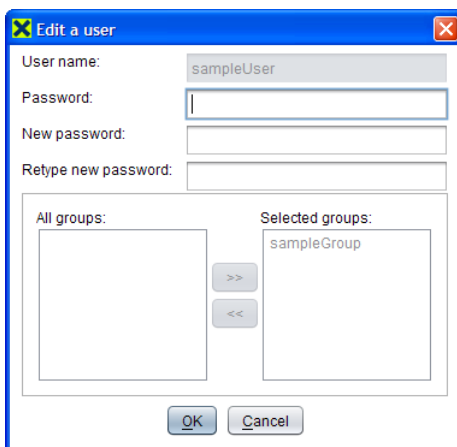 Edit a user
User name:
sampleUser
Password:
New password:
Retype new password:
All groups:
Selected groups:
sampleGroup
>>
<<
OK
Cancel